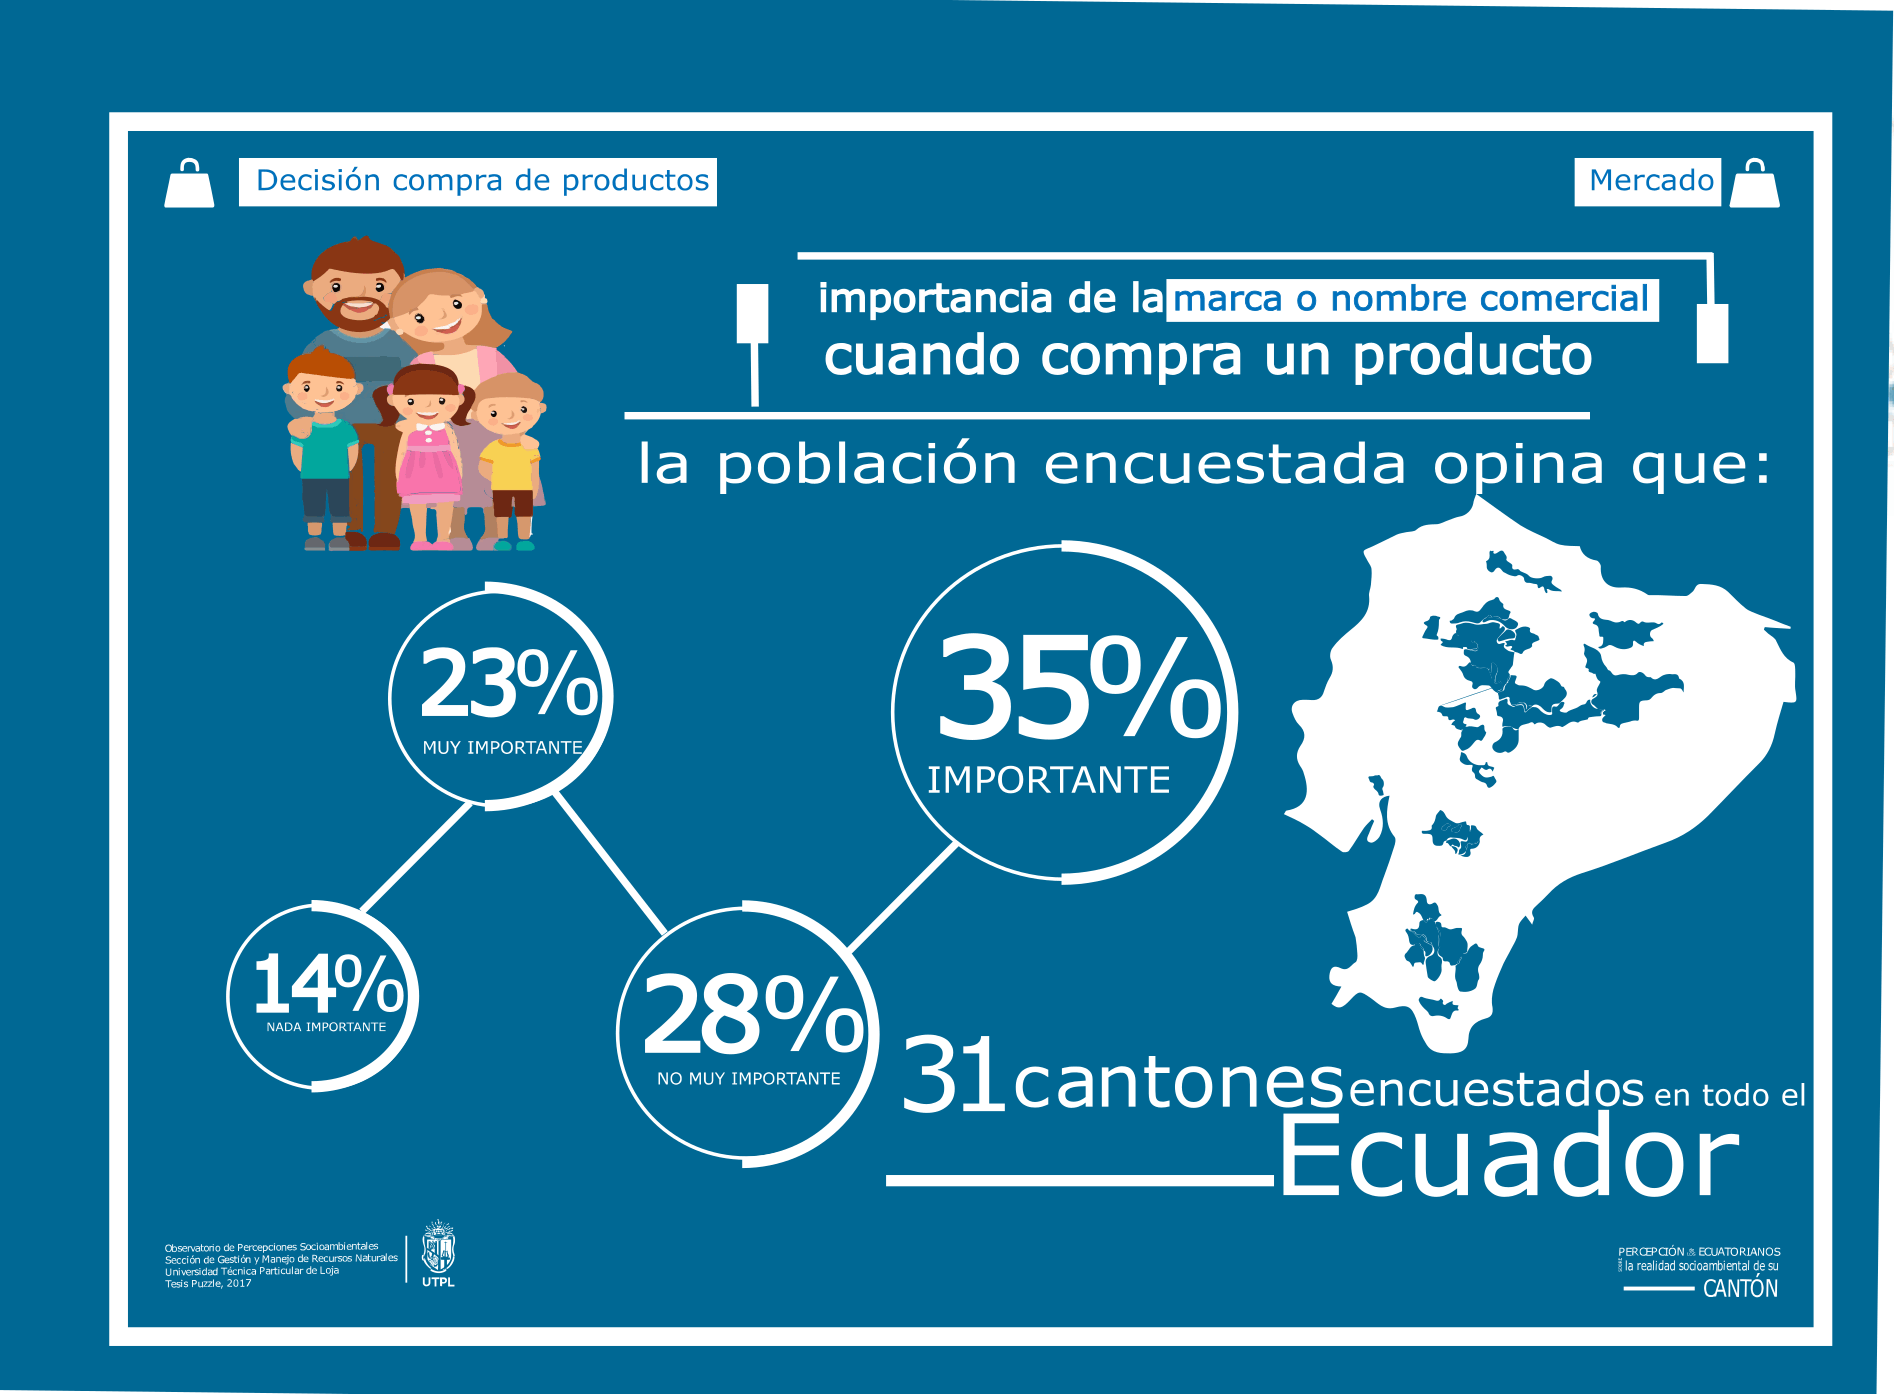 Decisión compra de productos
Mercado
importancia de la marca o nombre comercial
cuando compra un producto
la población encuestada opina que:
23%
MUY IMPORTANTE
35%
IMPORTANTE
14%
NADA IMPORTANTE
28%
NO MUY IMPORTANTE
31 cantones encuestados en todo el
Ecuador
Observatorio de Percepciones Socioambientales
Sección de Gestión y Manejo de Recursos Naturales
Universidad Técnica Particular de Loja
Tesis Puzzle, 2017
UTPL
PERCEPCIÓN ECUATORIANOS
la realidad socioambiental de su
CANTÓN